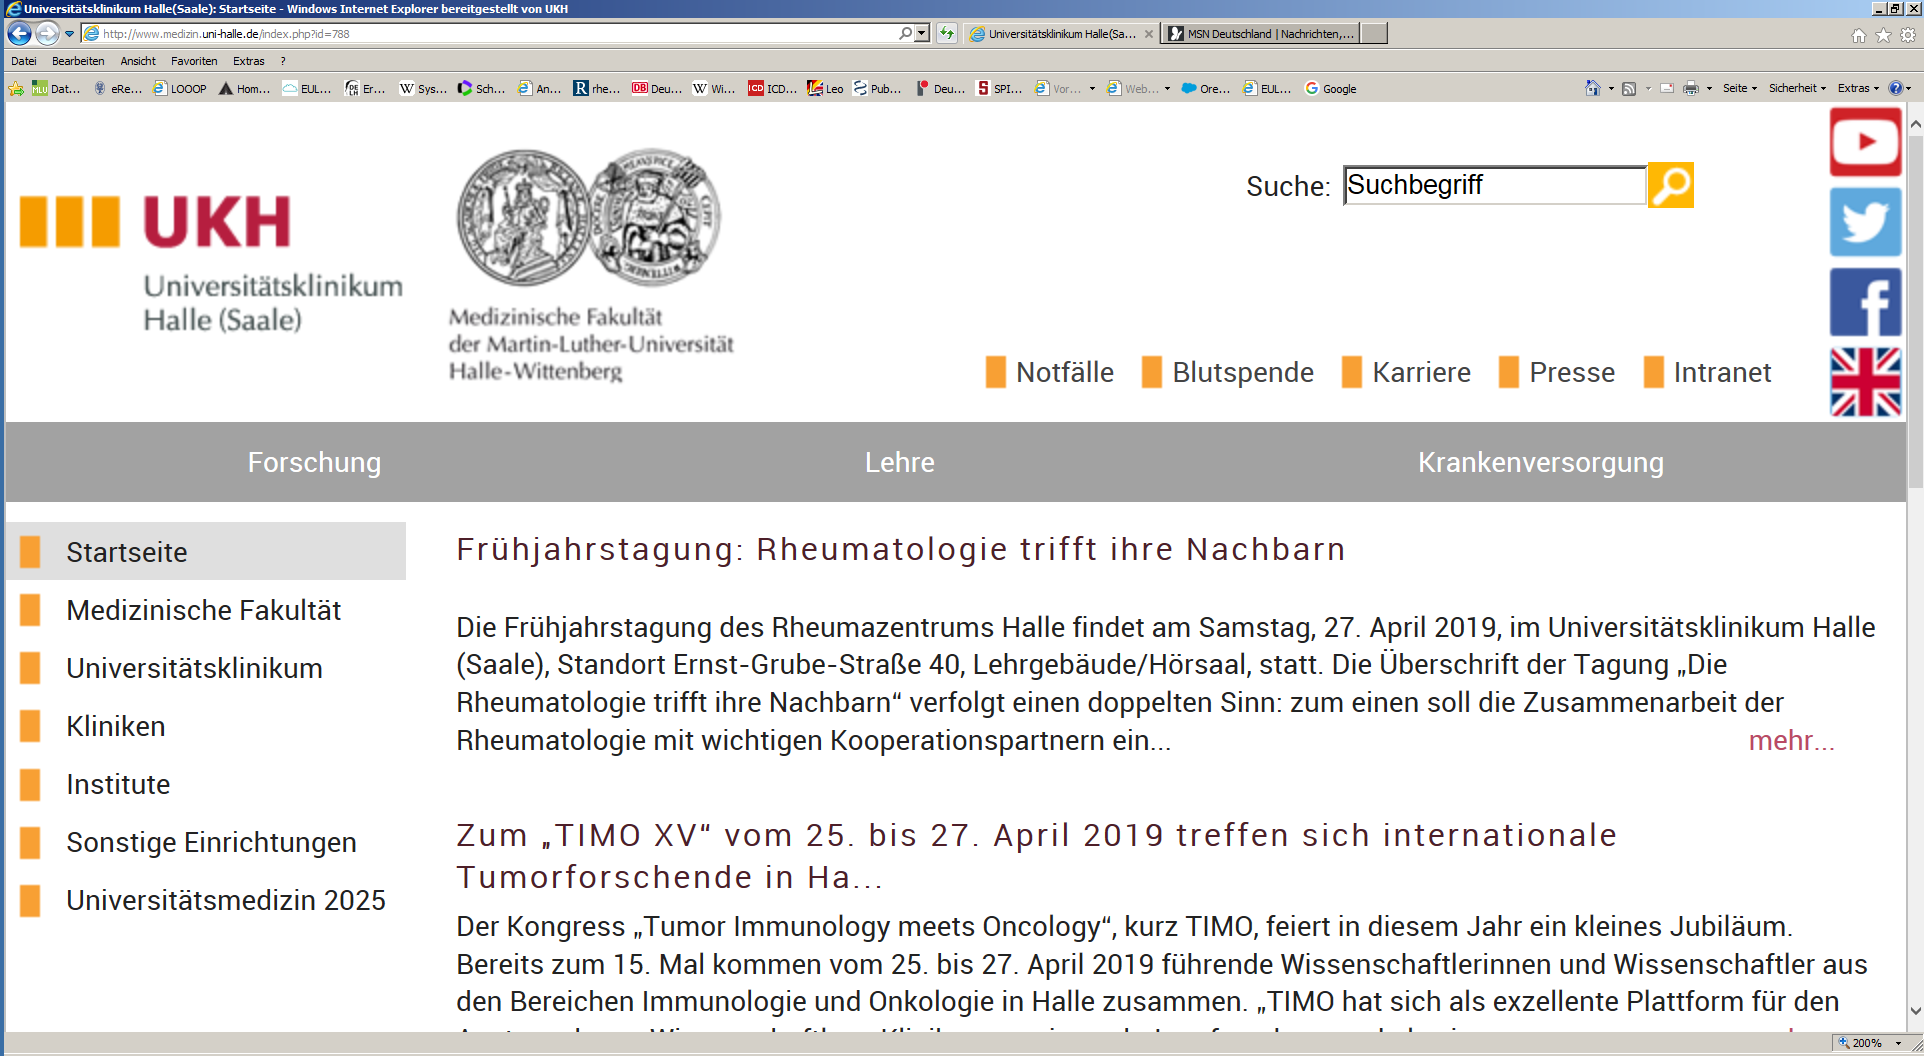 Universitätsklinikum Halle(Saale): Startseite - Windows Internet Explorer bereitgestellt von UKH
http://www.medizin.uni-halle.de/index.php?id=788
Universitätsklinikum Halle(Sa...
MSN Deutschland | Nachrichten,...
Datei Bearbeiten Ansicht Favoriten Extras ?
Dat... eRe... LOOOP Hom... EUL... Er... Sys... Sch... An... rhe... Deu... Wi... ICD... Leo Pub... Deu... SPI... Vor... Web... Ore... EUL... Google
Seite Sicherheit Extras
UKH
Universitätsklinikum
Halle (Saale)
Medizinische Fakultät
der Martin-Luther-Universität
Halle-Wittenberg
Suche: Suchbegriff
Notfälle Blutspende Karriere Presse Intranet
Forschung Lehre Krankenversorgung
Startseite
Medizinische Fakultät
Universitätsklinikum
Kliniken
Institute
Sonstige Einrichtungen
Universitätsmedizin 2025
Frühjahrstagung: Rheumatologie trifft ihre Nachbarn
Die Frühjahrstagung des Rheumazentrums Halle findet am Samstag, 27. April 2019, im Universitätsklinikum Halle
(Saale), Standort Ernst-Grube-Straße 40, Lehrgebäude/Hörsaal, statt. Die Überschrift der Tagung „Die
Rheumatologie trifft ihre Nachbarn“ verfolgt einen doppelten Sinn: zum einen soll die Zusammenarbeit der
Rheumatologie mit wichtigen Kooperationspartnern ein...
mehr...
Zum „TIMO XV“ vom 25. bis 27. April 2019 treffen sich internationale
Tumorforschende in Ha...
Der Kongress „Tumor Immunology meets Oncology“, kurz TIMO, feiert in diesem Jahr ein kleines Jubiläum.
Bereits zum 15. Mal kommen vom 25. bis 27. April 2019 führende Wissenschaftlerinnen und Wissenschaftler aus
den Bereichen Immunologie und Onkologie in Halle zusammen. „TIMO hat sich als exzellente Plattform für den
200%